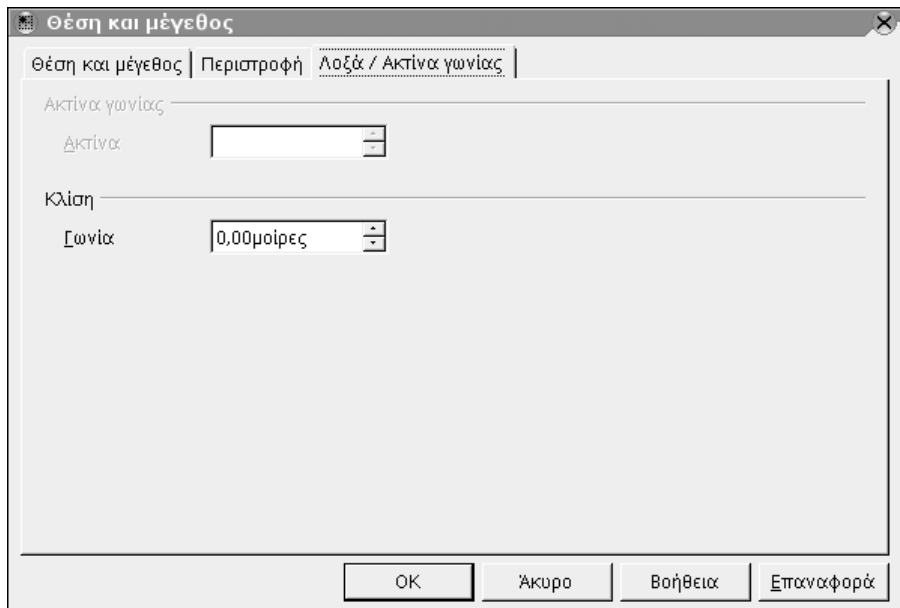 Θέση και μέγεθος
Θέση και μέγεθος Περιστροφή Λοξά / Ακτίνα γωνίας
Ακτίνα γωνίας
Ακτίνα
Κλίση
Γωνία 0,00μοίρες
OK Άκυρο Βοήθεια Επαναφορά